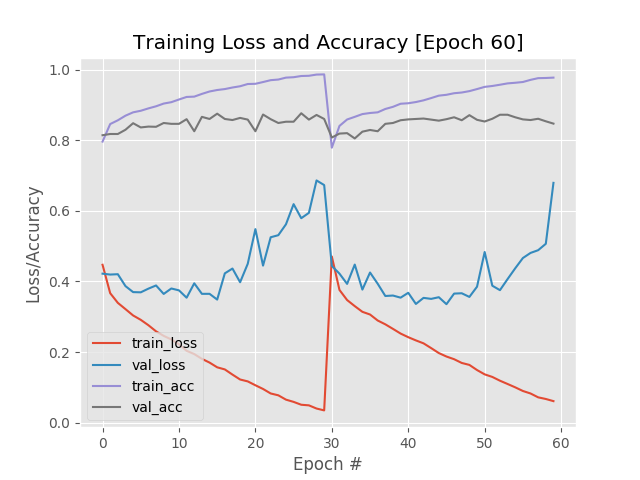 Training Loss and Accuracy [Epoch 60]
1.0
0.8
0.6
0.4
0.2
0.0
Loss/Accuracy
train_loss
val_loss
train_acc
val_acc
0 10 20 30 40 50 60
Epoch #